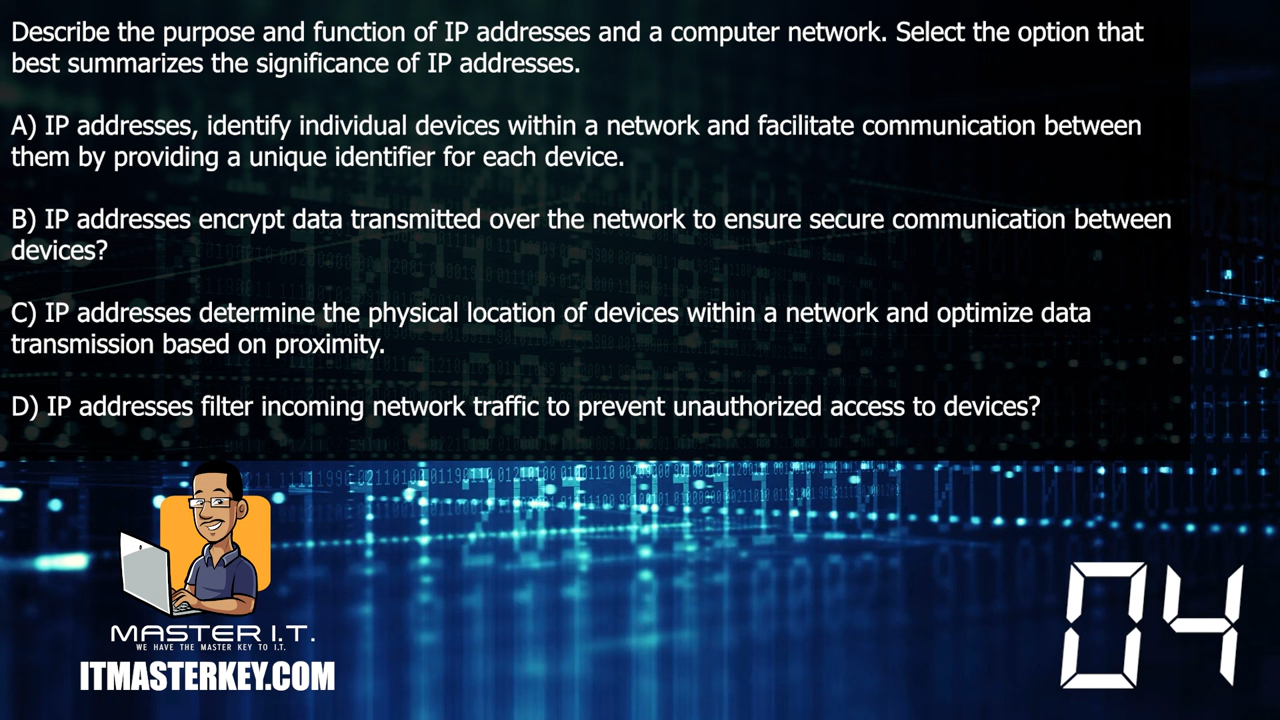 Describe the purpose and function of IP addresses and a computer network. Select the option that
best summarizes the significance of IP addresses.
A) IP addresses, identify individual devices within a network and facilitate communication between
them by providing a unique identifier for each device.
B) IP addresses encrypt data transmitted over the network to ensure secure communication between
devices?
C) IP addresses determine the physical location of devices within a network and optimize data
transmission based on proximity.
D) IP addresses filter incoming network traffic to prevent unauthorized access to devices?
MASTER I.T.
WE HAVE THE MASTER KEY TO I.T.
ITMASTERKEY.COM
04